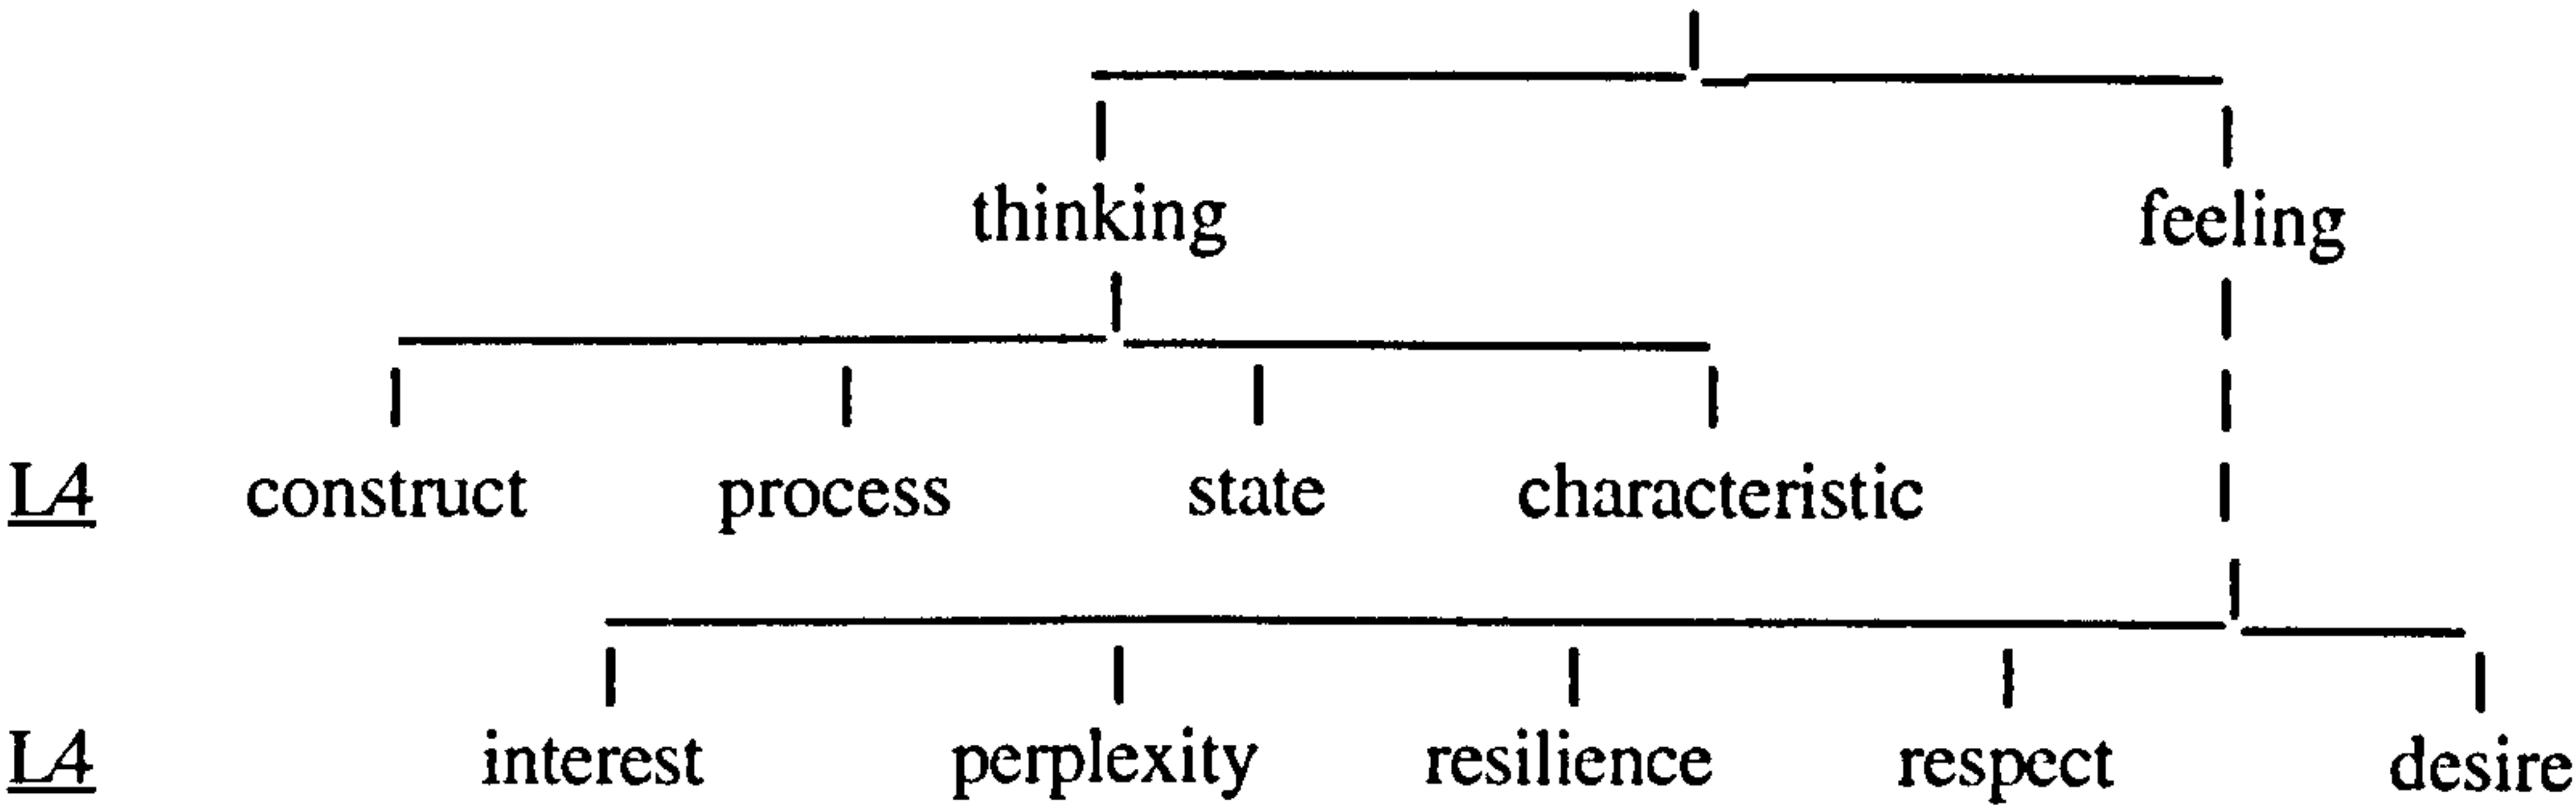 thinking feeling
L4 construct process state characteristic
L4 interest perplexity resilience respect desire